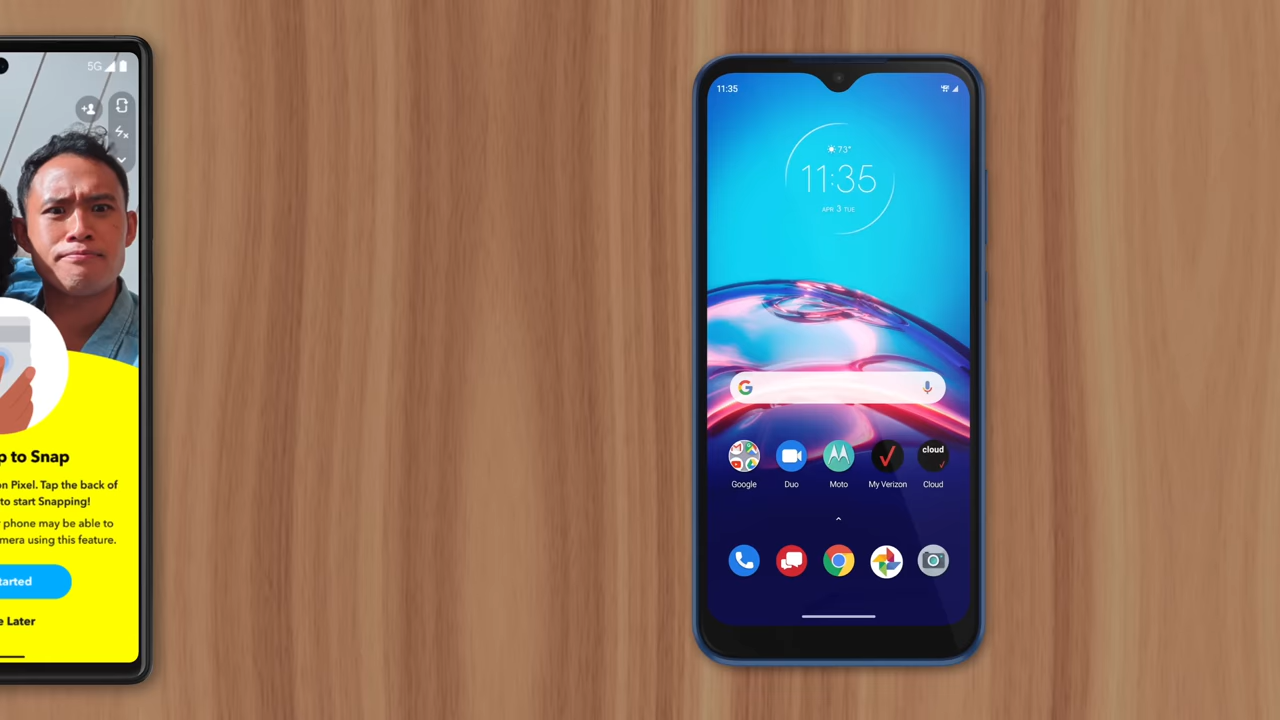 5G
p to Snap
on Pixel. Tap the back of
to start Snapping!
phone may be able to
mera using this feature.
tarted
e Later
11:35
73°
11:35
APR 3 TUE
Google
Duo
Moto
My Verizon
cloud
Cloud